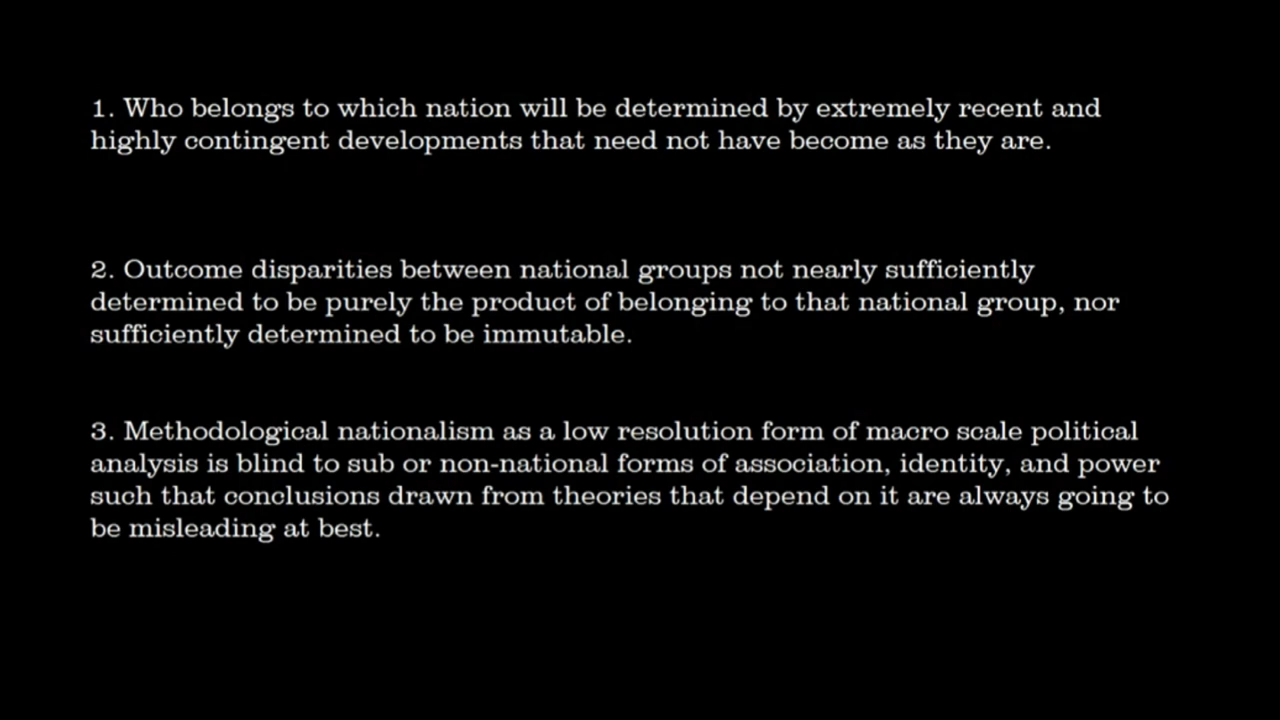 1. Who belongs to which nation will be determined by extremely recent and
highly contingent developments that need not have become as they are.
2. Outcome disparities between national groups not nearly sufficiently
determined to be purely the product of belonging to that national group, nor
sufficiently determined to be immutable.
3. Methodological nationalism as a low resolution form of macro scale political
analysis is blind to sub or non-national forms of association, identity, and power
such that conclusions drawn from theories that depend on it are always going to
be misleading at best.